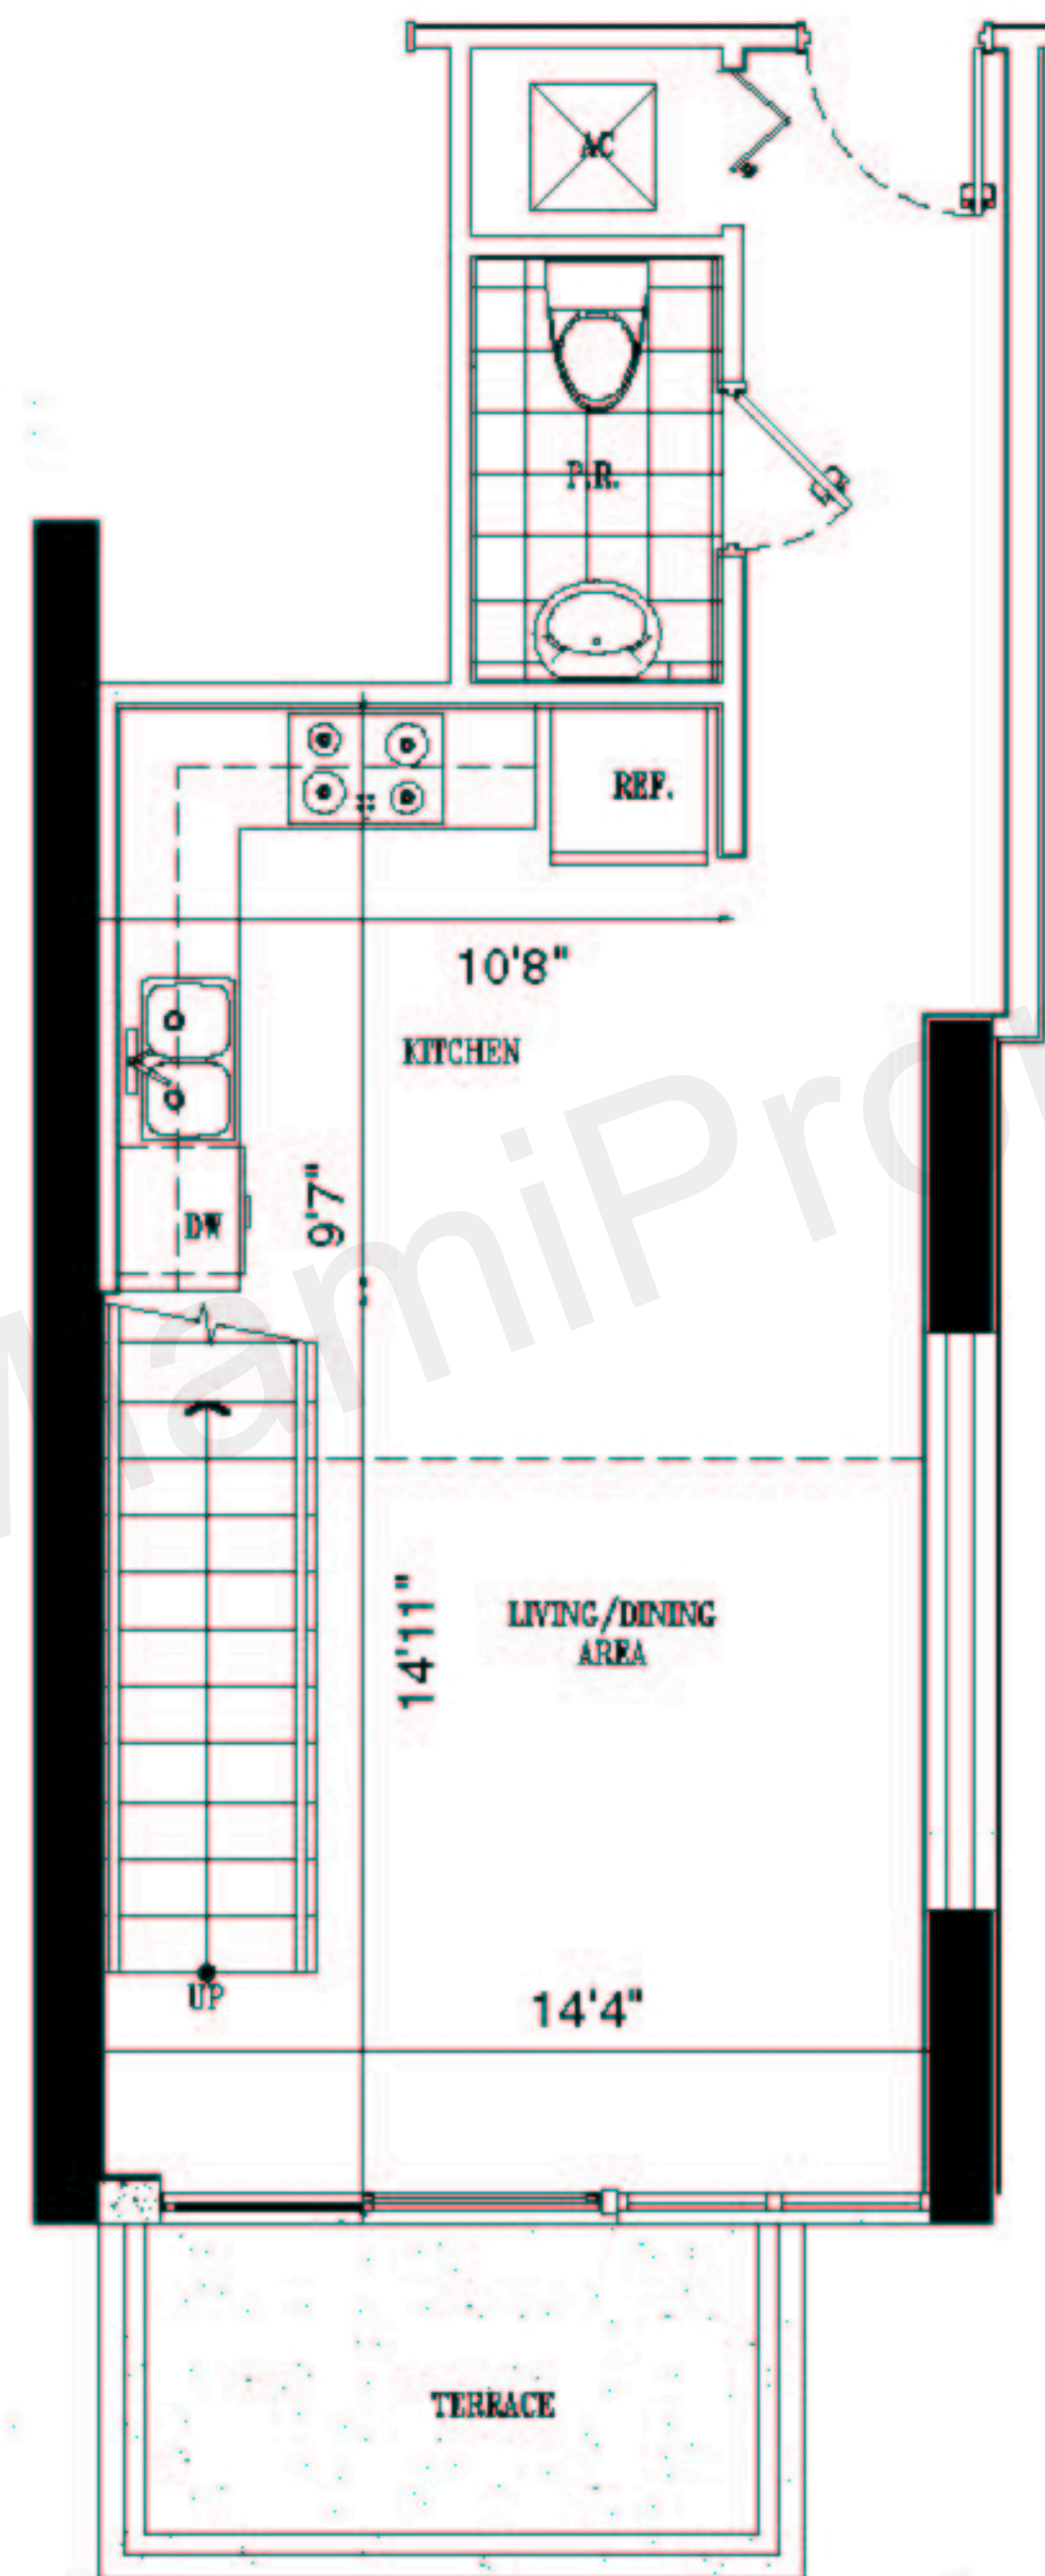 AC
P.R.
REF.
10'8"
KITCHEN
9'7"
DW
LIVING/DINING
AREA
14'11"
UP
14'4"
TERRACE